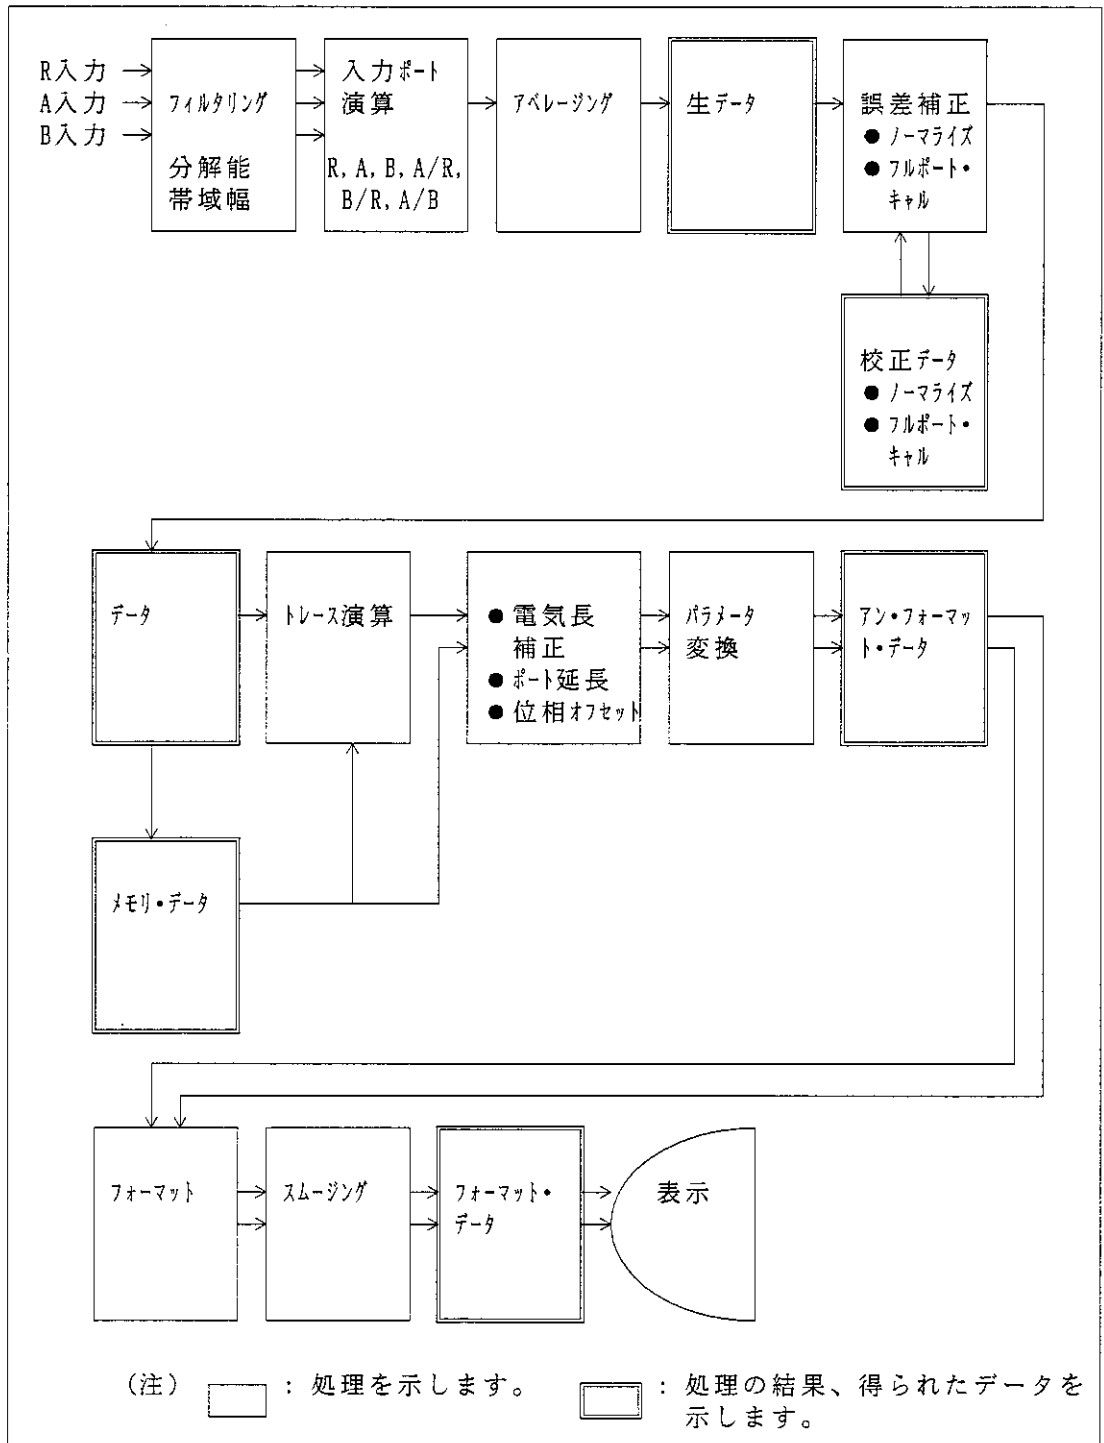 R入力
A入力
B入力
フィルタリング
分解能
帯域幅
入力ポート
演算
R, A, B, A/R,
B/R, A/B
アベレージング
生データ
誤差補正
● ノーマライズ
● フルポート・
キャル
校正データ
● ノーマライズ
● フルポート・
キャル
データ
トレース演算
● 電気長
補正
● ポート延長
● 位相オフセット
パラメータ
変換
アン・フォーマッ
ト・データ
メモリ・データ
フォーマット
スムージング
フォーマット・
データ
表示
(注)
: 処理を示します。
: 処理の結果、得られたデータを
示します。